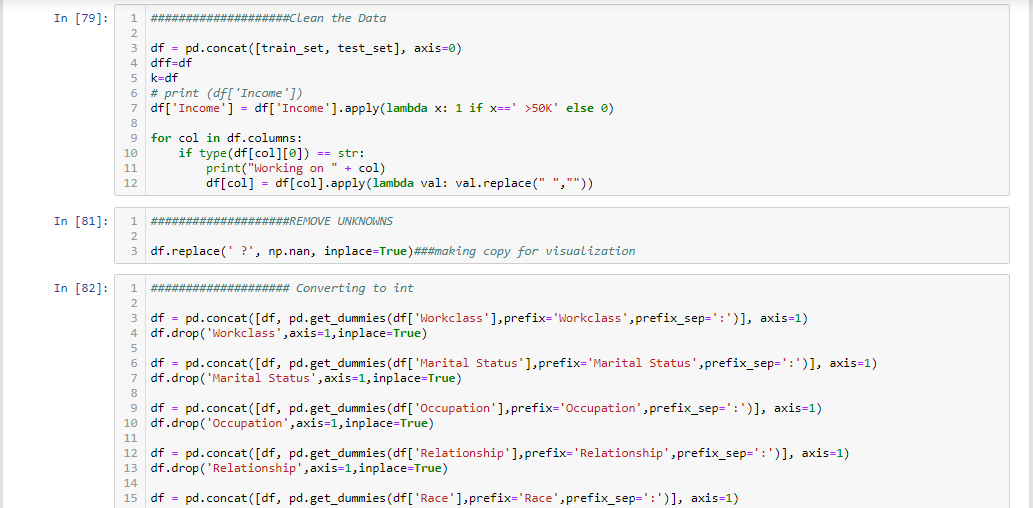 In [79]:
1 ####################Clean the Data
2
3 df = pd.concat([train_set, test_set], axis=0)
4 dff=df
5 k=df
6 # print (df['Income'])
7 df['Income'] = df['Income'].apply(lambda x: 1 if x==' >50K' else 0)
8
9 for col in df.columns:
10     if type(df[col][0]) == str:
11         print("Working on " + col)
12         df[col] = df[col].apply(lambda val: val.replace(" ",""))
In [81]:
1 ####################REMOVE UNKNOWNS
2
3 df.replace(' ?', np.nan, inplace=True)###making copy for visualization
In [82]:
1 #################### Converting to int
2
3 df = pd.concat([df, pd.get_dummies(df['Workclass'],prefix='Workclass',prefix_sep=':')], axis=1)
4 df.drop('Workclass',axis=1,inplace=True)
5
6 df = pd.concat([df, pd.get_dummies(df['Marital Status'],prefix='Marital Status',prefix_sep=':')], axis=1)
7 df.drop('Marital Status',axis=1,inplace=True)
8
9 df = pd.concat([df, pd.get_dummies(df['Occupation'],prefix='Occupation',prefix_sep=':')], axis=1)
10 df.drop('Occupation',axis=1,inplace=True)
11
12 df = pd.concat([df, pd.get_dummies(df['Relationship'],prefix='Relationship',prefix_sep=':')], axis=1)
13 df.drop('Relationship',axis=1,inplace=True)
14
15 df = pd.concat([df, pd.get_dummies(df['Race'],prefix='Race',prefix_sep=':')], axis=1)